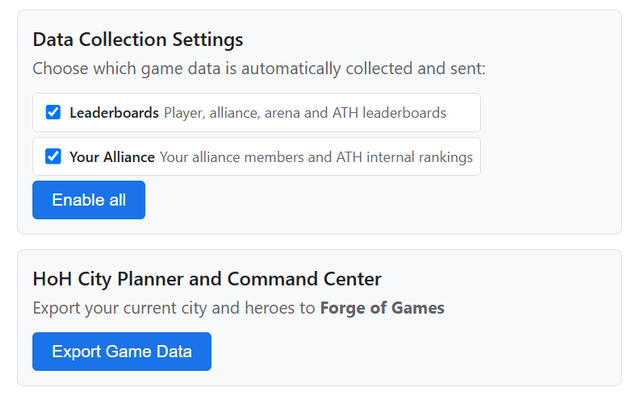 Data Collection Settings
Choose which game data is automatically collected and sent:
Leaderboards Player, alliance, arena and ATH leaderboards
Your Alliance Your alliance members and ATH internal rankings
Enable all
HoH City Planner and Command Center
Export your current city and heroes to Forge of Games
Export Game Data